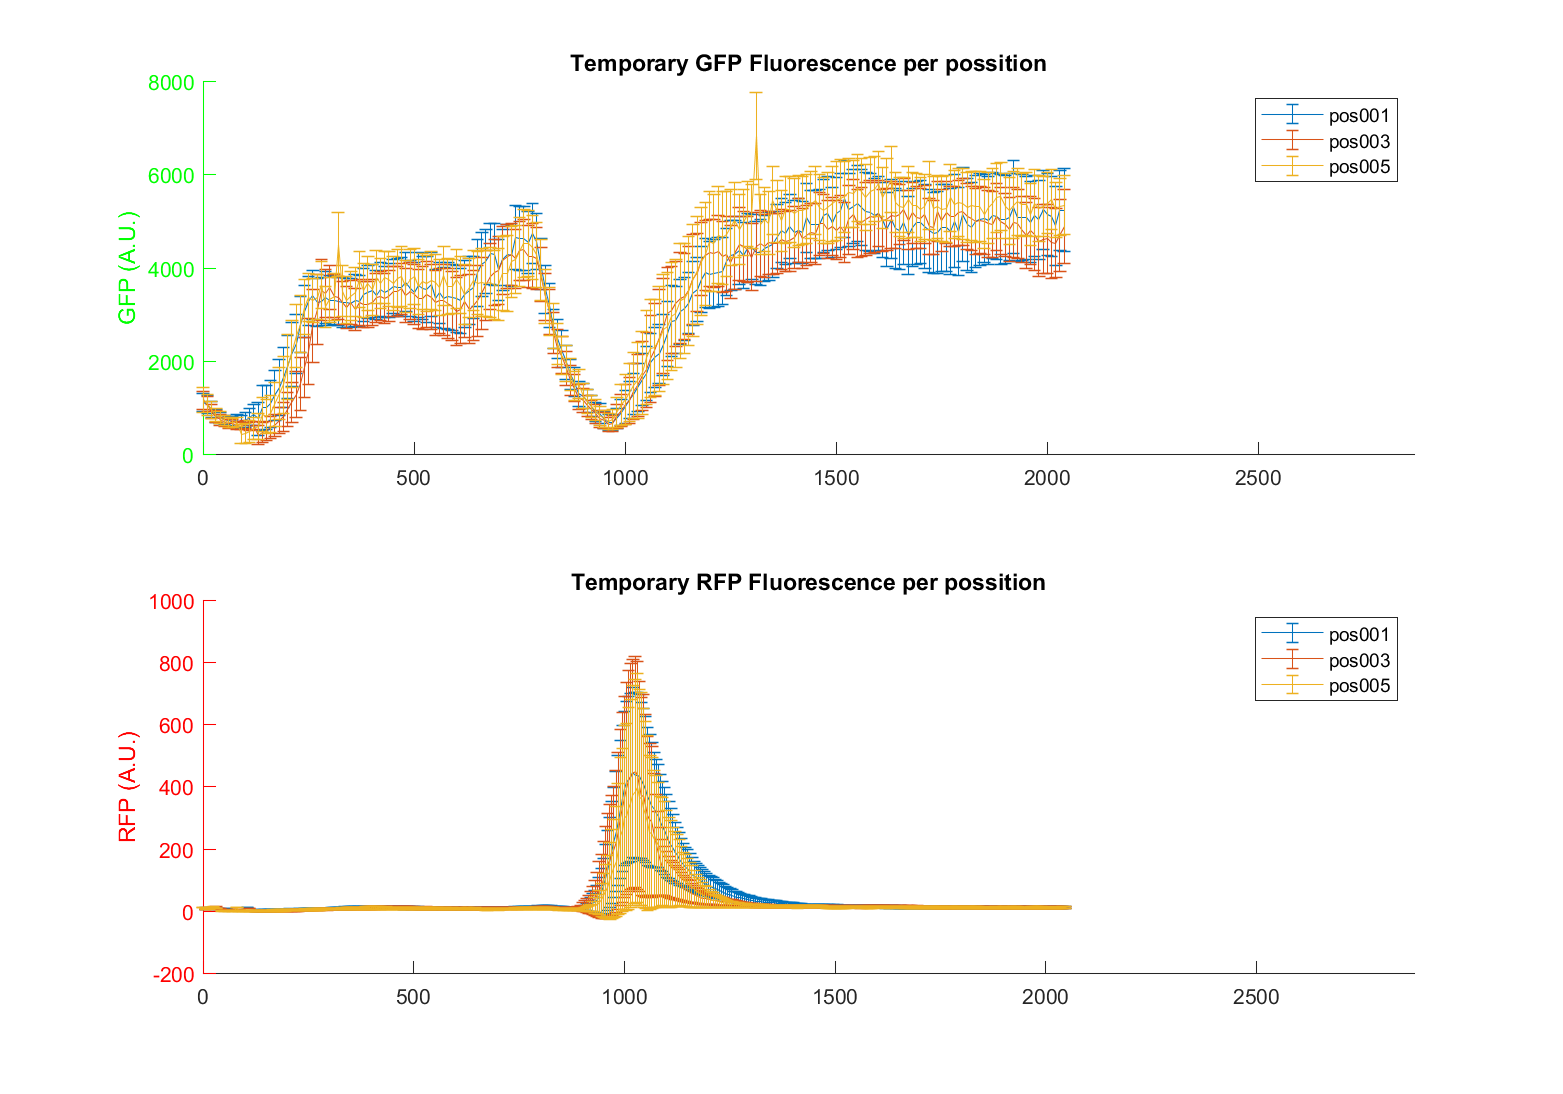 Temporary GFP Fluorescence per possition
8000
6000
4000
2000
0
GFP (A.U.)
0 500 1000 1500 2000 2500
pos001
pos003
pos005
Temporary RFP Fluorescence per possition
1000
800
600
400
200
0
-200
RFP (A.U.)
0 500 1000 1500 2000 2500
pos001
pos003
pos005